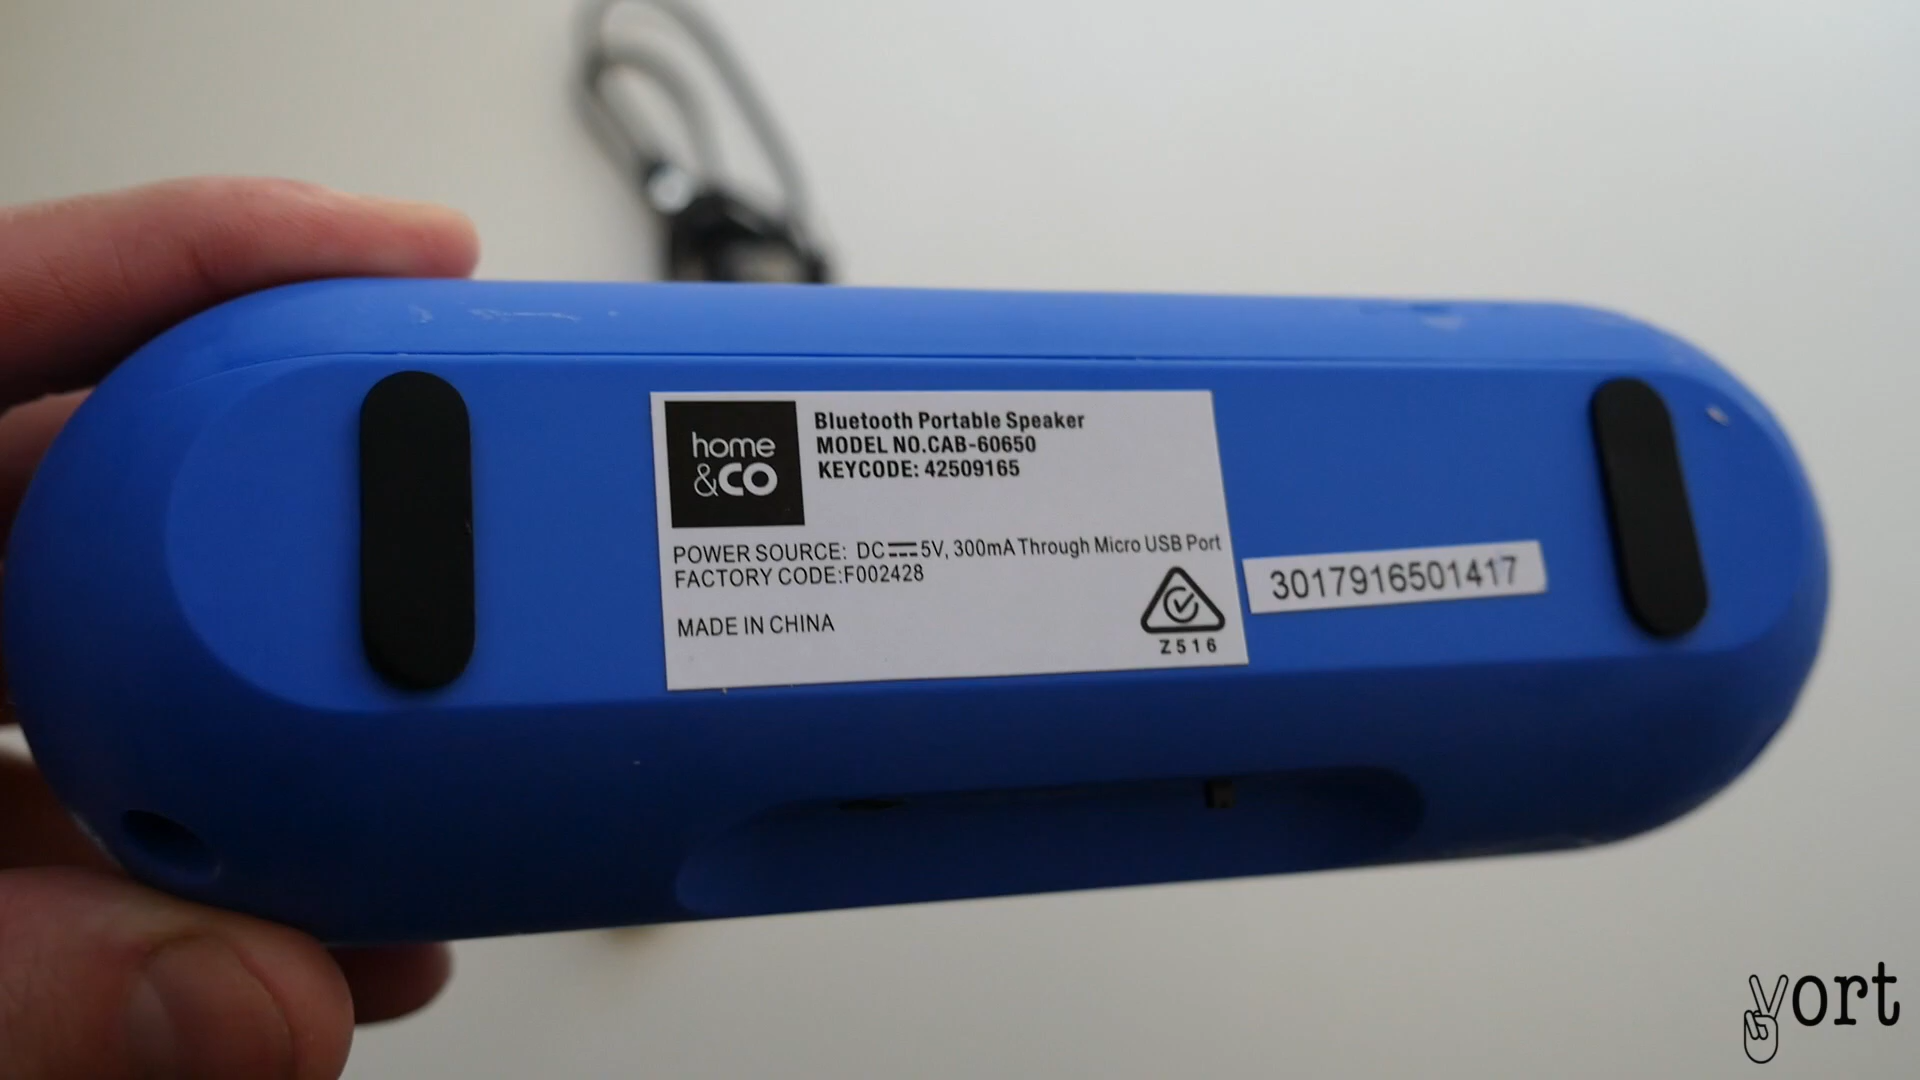 home
&CO
Bluetooth Portable Speaker
MODEL NO.CAB-60650
KEYCODE: 42509165
POWER SOURCE: DC⎓5V, 300mA Through Micro USB Port
FACTORY CODE:F002428
MADE IN CHINA
Z516
3017916501417
Vort